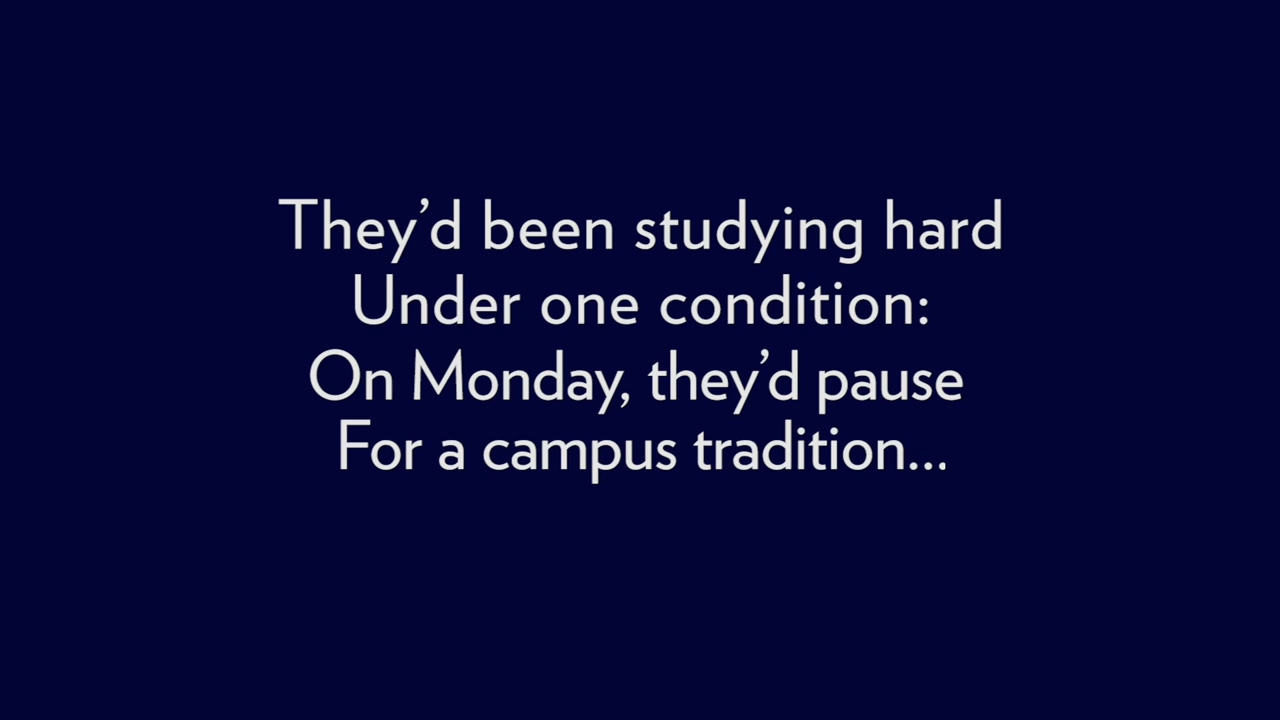 They’d been studying hard
Under one condition:
On Monday, they’d pause
For a campus tradition...